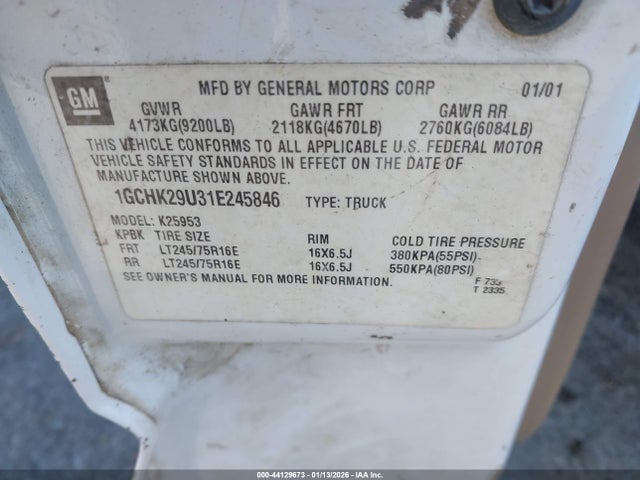 GM
MFD BY GENERAL MOTORS CORP 01/01
GVWR GAWR FRT GAWR RR
4173KG(9200LB) 2118KG(4670LB) 2760KG(6084LB)
THIS VEHICLE CONFORMS TO ALL APPLICABLE U.S. FEDERAL MOTOR
VEHICLE SAFETY STANDARDS IN EFFECT ON THE DATE OF
MANUFACTURE SHOWN ABOVE.
1GCHK29U31E245846 TYPE: TRUCK
MODEL: K25953
KPBK TIRE SIZE RIM COLD TIRE PRESSURE
FRT LT245/75R16E 16X6.5J 380KPA(55PSI)
RR LT245/75R16E 16X6.5J 550KPA(80PSI)
SEE OWNER'S MANUAL FOR MORE INFORMATION.
F 733
T 2335
000-44129673 - 01/13/2026 - IAAI.COM